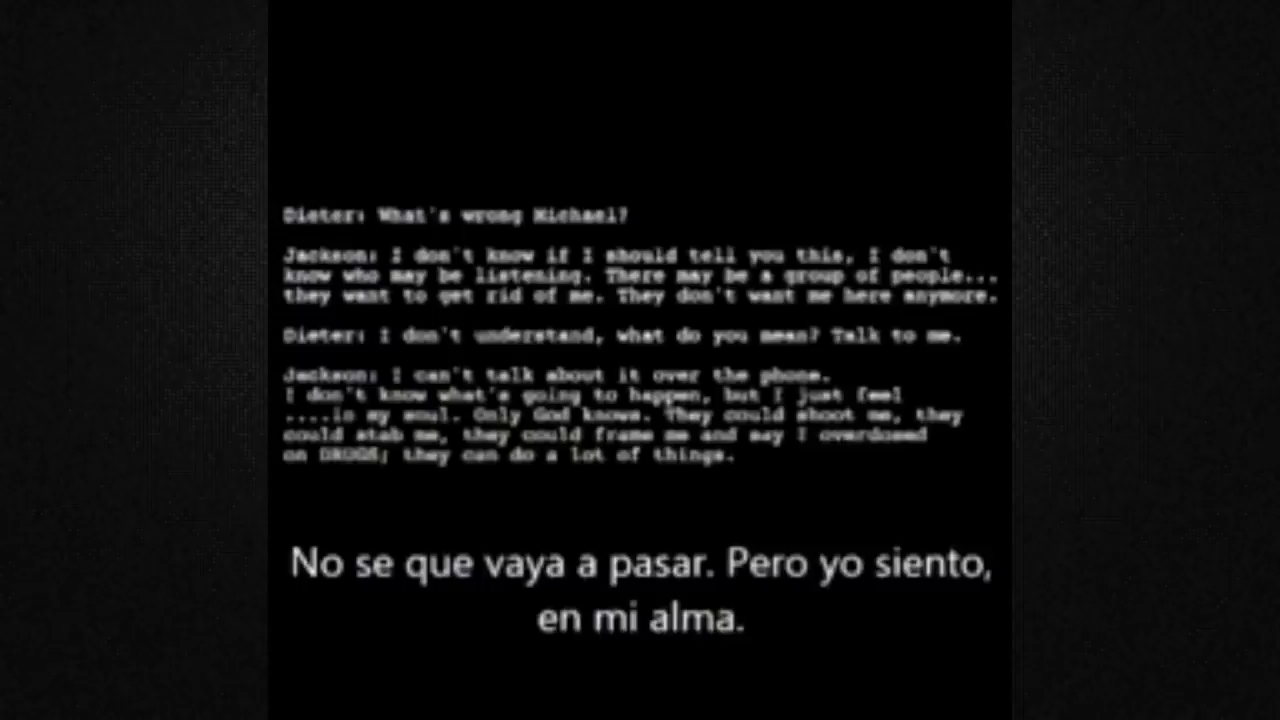 Dieter: What's wrong Michael?
Jackson: I don't know if I should tell you this, I don't
know who may be listening. There may be a group of people...
they want to get rid of me. They don't want me here anymore.
Dieter: I don't understand, what do you mean? Talk to me.
Jackson: I can't talk about it over the phone.
I don't know what's going to happen, but I just feel
....in my soul. Only God knows. They could shoot me, they
could stab me, they could frame me and say I overdosed
on DRUGS; they can do a lot of things.
No se que vaya a pasar. Pero yo siento,
en mi alma.